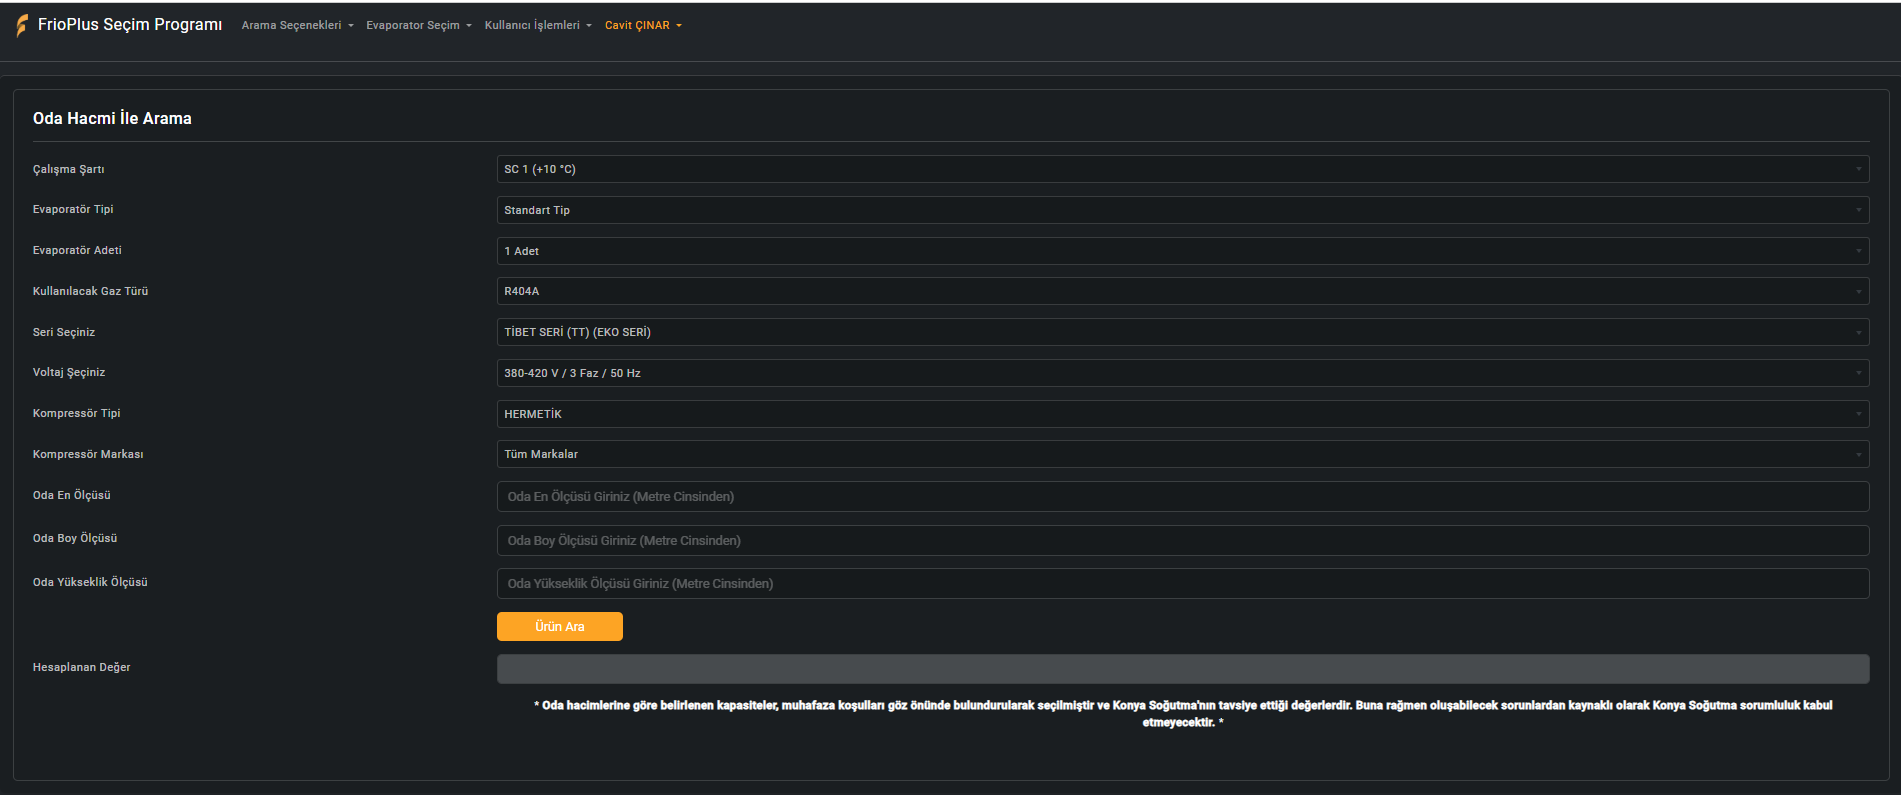 FrioPlus Seçim Programı Arama Seçenekleri Evaporator Seçim Kullanıcı İşlemleri Cavit ÇINAR
Oda Hacmi İle Arama
Çalışma Şartı SC 1 (+10 °C)
Evaporatör Tipi Standart Tip
Evaporatör Adeti 1 Adet
Kullanılacak Gaz Türü R404A
Seri Seçiniz TİBET SERİ (TT) (EKO SERİ)
Voltaj Şeçiniz 380-420 V / 3 Faz / 50 Hz
Kompressör Tipi HERMETİK
Kompressör Markası Tüm Markalar
Oda En Ölçüsü Oda En Ölçüsü Giriniz (Metre Cinsinden)
Oda Boy Ölçüsü Oda Boy Ölçüsü Giriniz (Metre Cinsinden)
Oda Yükseklik Ölçüsü Oda Yükseklik Ölçüsü Giriniz (Metre Cinsinden)
Ürün Ara
Hesaplanan Değer
* Oda hacimlerine göre belirlenen kapasiteler, muhafaza koşulları göz önünde bulundurularak seçilmiştir ve Konya Soğutma'nın tavsiye ettiği değerlerdir. Buna rağmen oluşabilecek sorunlardan kaynaklı olarak Konya Soğutma sorumluluk kabul
etmeyecektir. *